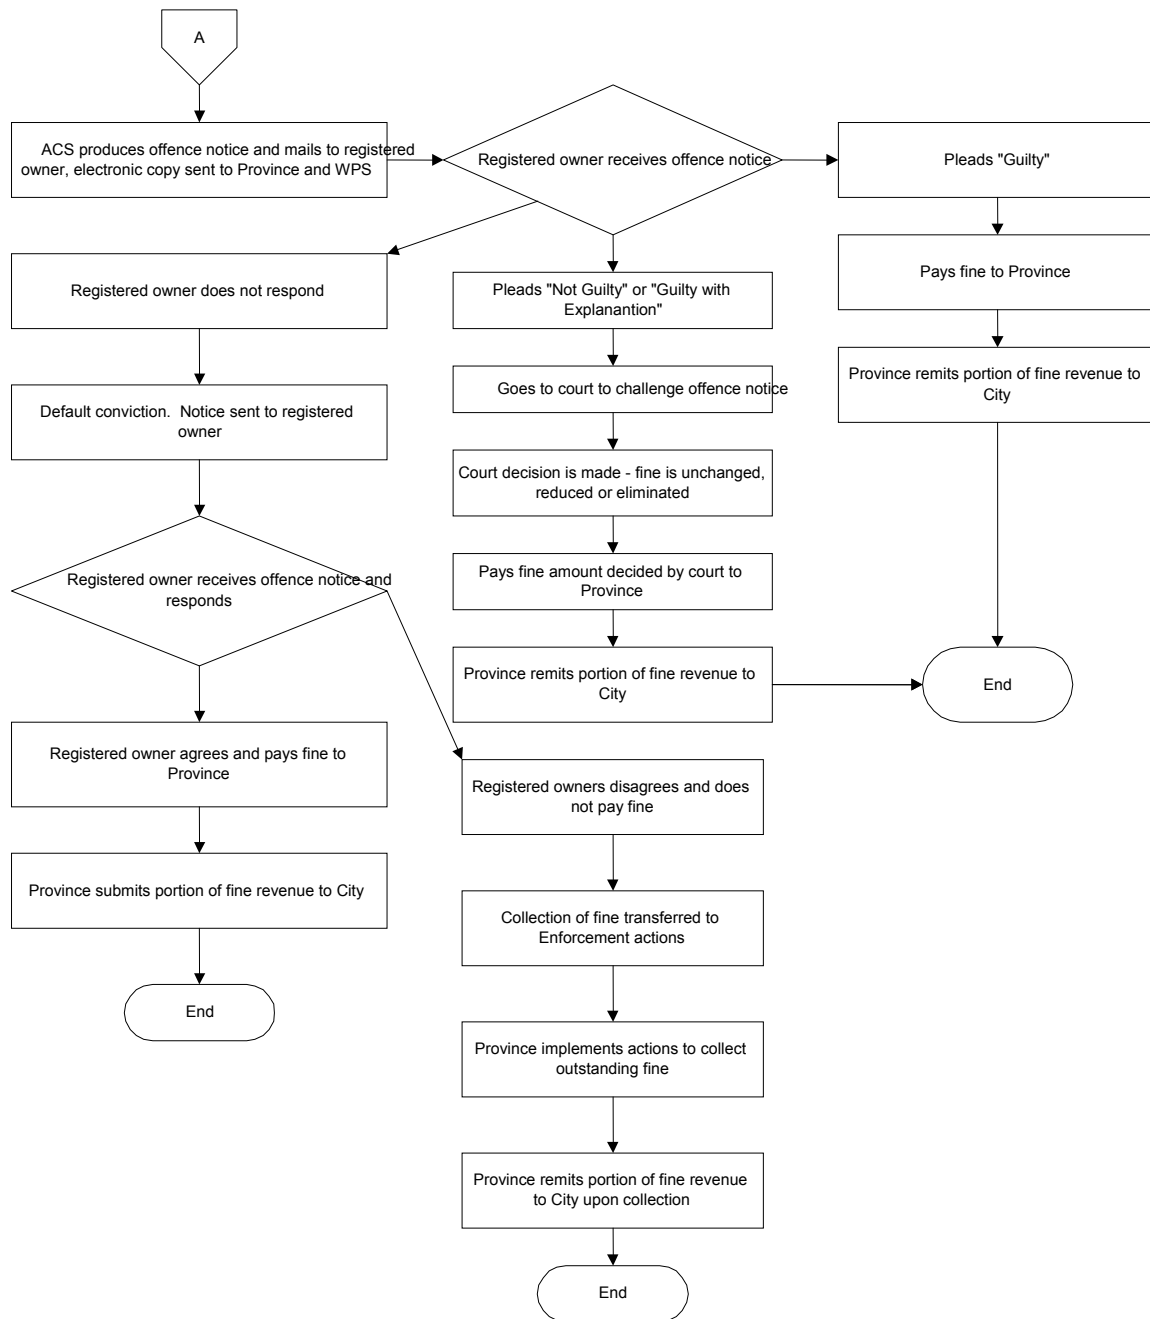 A
ACS produces offence notice and mails to registered
owner, electronic copy sent to Province and WPS
Registered owner receives offence notice
Pleads "Guilty"
Registered owner does not respond
Pleads "Not Guilty" or "Guilty with
Explanantion"
Pays fine to Province
Goes to court to challenge offence notice
Province remits portion of fine revenue to
City
Default conviction.  Notice sent to registered
owner
Court decision is made - fine is unchanged,
reduced or eliminated
Registered owner receives offence notice and
responds
Pays fine amount decided by court to
Province
Province remits portion of fine revenue to
City
End
Registered owner agrees and pays fine to
Province
Registered owners disagrees and does
not pay fine
Province submits portion of fine revenue to City
Collection of fine transferred to
Enforcement actions
End
Province implements actions to collect
outstanding fine
Province remits portion of fine revenue
to City upon collection
End